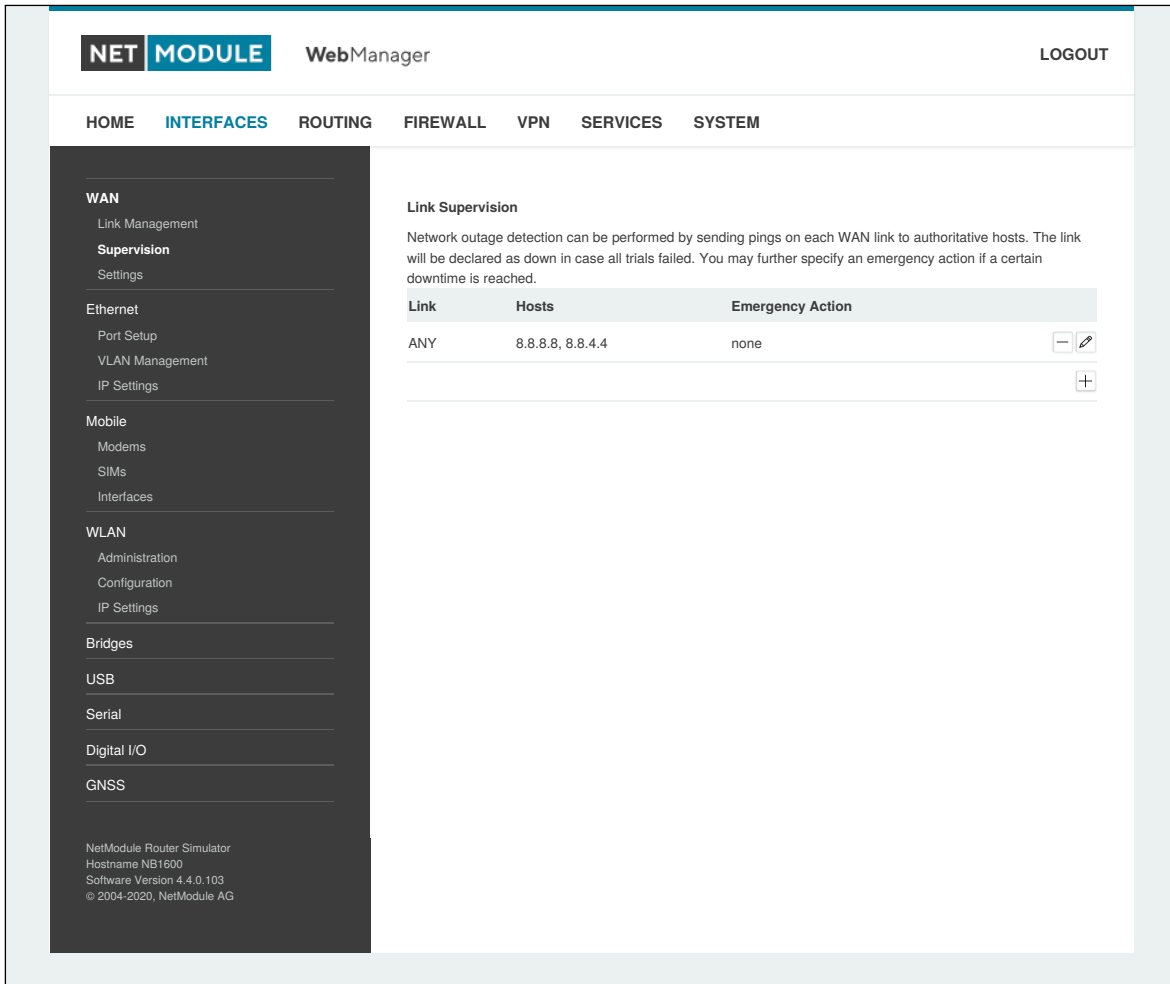 NET MODULE WebManager LOGOUT
HOME INTERFACES ROUTING FIREWALL VPN SERVICES SYSTEM
WAN
Link Management
Supervision
Settings
Ethernet
Port Setup
VLAN Management
IP Settings
Mobile
Modems
SIMs
Interfaces
WLAN
Administration
Configuration
IP Settings
Bridges
USB
Serial
Digital I/O
GNSS
NetModule Router Simulator
Hostname NB1600
Software Version 4.4.0.103
© 2004-2020, NetModule AG
Link Supervision
Network outage detection can be performed by sending pings on each WAN link to authoritative hosts. The link
will be declared as down in case all trials failed. You may further specify an emergency action if a certain
downtime is reached.
Link Hosts Emergency Action
ANY 8.8.8.8, 8.8.4.4 none